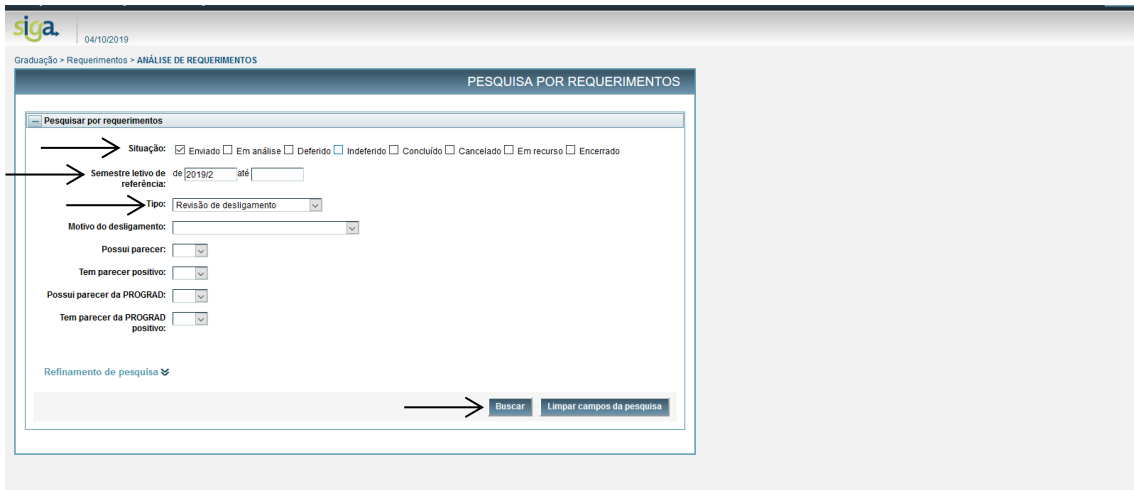 siga.
04/10/2019
Graduação > Requerimentos > ANÁLISE DE REQUERIMENTOS
PESQUISA POR REQUERIMENTOS
Pesquisar por requerimentos
Situação: Enviado Em análise Deferido Indeferido Concluído Cancelado Em recurso Encerrado
Semestre letivo de referência: de 2019/2 até
Tipo: Revisão de desligamento
Motivo do desligamento:
Possui parecer:
Tem parecer positivo:
Possui parecer da PROGRAD:
Tem parecer da PROGRAD
positivo:
Refinamento de pesquisa
Buscar Limpar campos da pesquisa